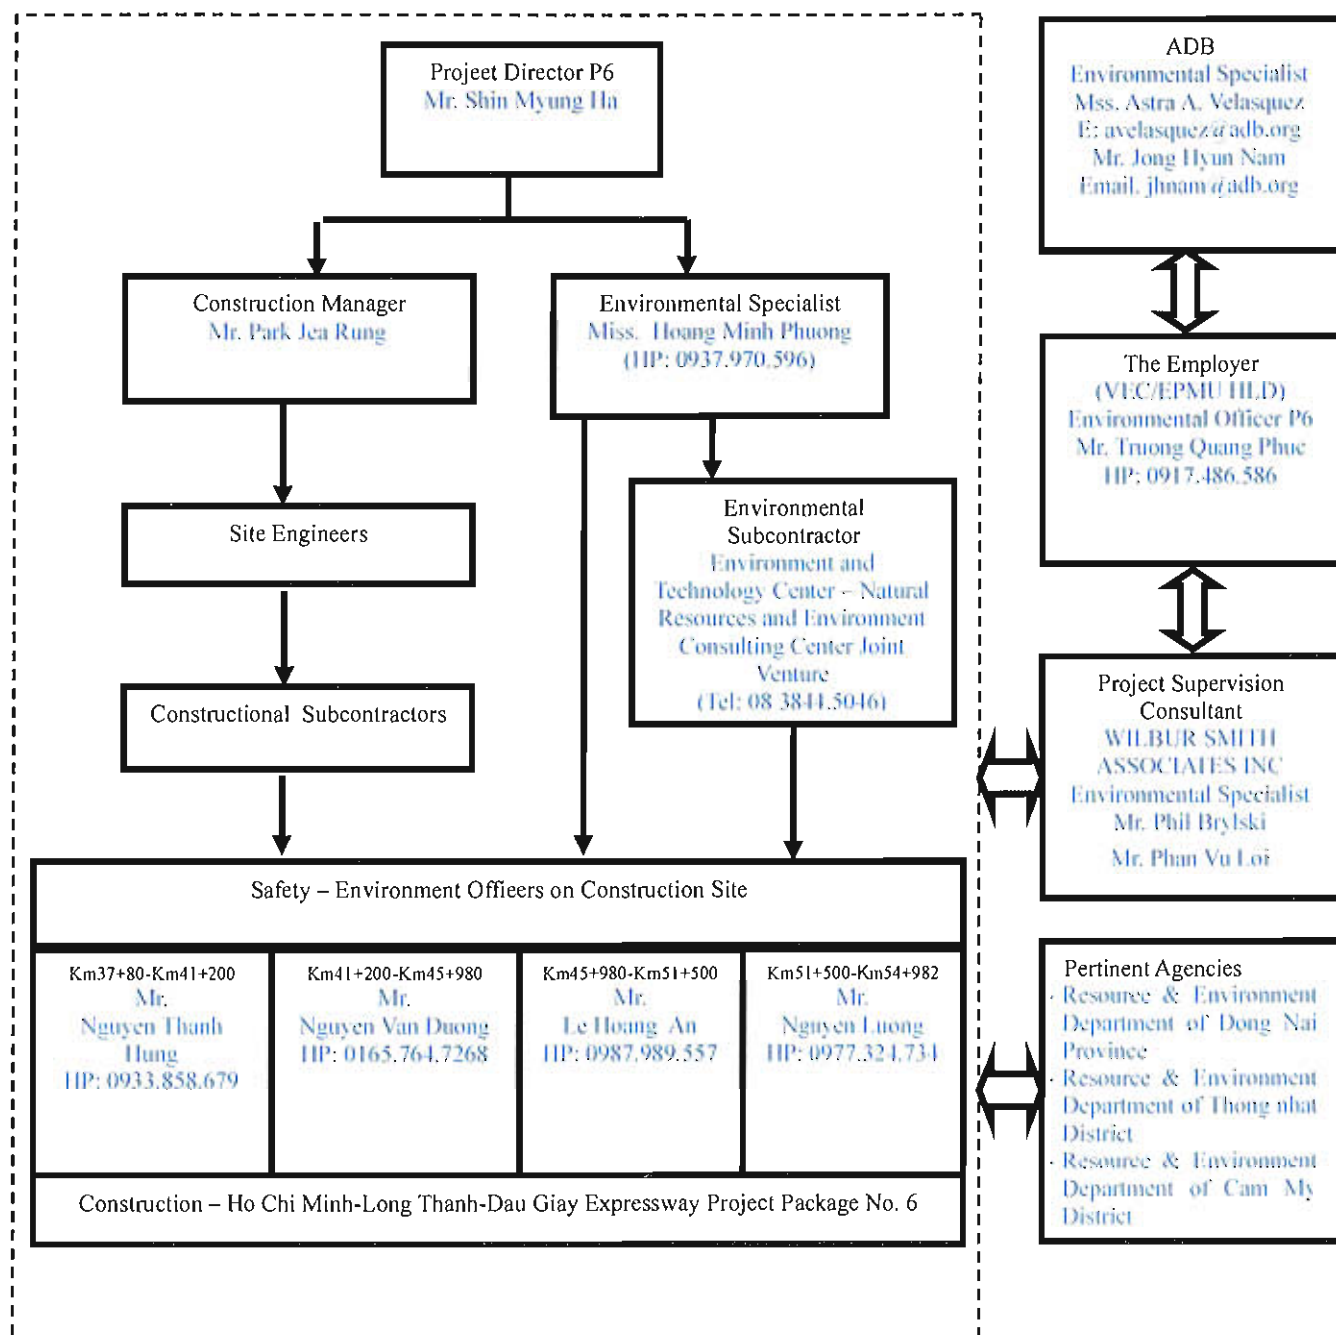 Projeet Director P6
Mr. Shin Myung Ha
Construction Manager
Mr. Park Jea Rung
Environmental Specialist
Miss. Hoang Minh Phuong
(HP: 0937.970.596)
Site Engineers
Environmental
Subcontractor
Environment and
Technology Center – Natural
Resources and Environment
Consulting Center Joint
Venture
(Tel: 08 3844.5046)
Constructional Subcontractors
Safety – Environment Officers on Construction Site
Km37+80-Km41+200
Mr.
Nguyen Thanh
Hung
HP: 0933.858.679
Km41+200-Km45+980
Mr.
Nguyen Van Duong
HP: 0165.764.7268
Km45+980-Km51+500
Mr.
Le Hoang An
HP: 0987.989.557
Km51+500-Km54+982
Mr.
Nguyen Luong
HP: 0977.324.734
Construction – Ho Chi Minh-Long Thanh-Dau Giay Expressway Project Package No. 6
ADB
Environmental Specialist
Mss. Astra A. Velasquez
E: avelasquez@adb.org
Mr. Jong Hyun Nam
Email. jhnam@adb.org
The Employer
(VEC/EPMU HLD)
Environmental Officer P6
Mr. Truong Quang Phuc
HP: 0917.486.586
Project Supervision
Consultant
WILBUR SMITH
ASSOCIATES INC
Environmental Specialist
Mr. Phil Brylski
Mr. Phan Vu Loi
Pertinent Agencies
· Resource & Environment
Department of Dong Nai
Province
· Resource & Environment
Department of Thong nhat
District
· Resource & Environment
Department of Cam My
District